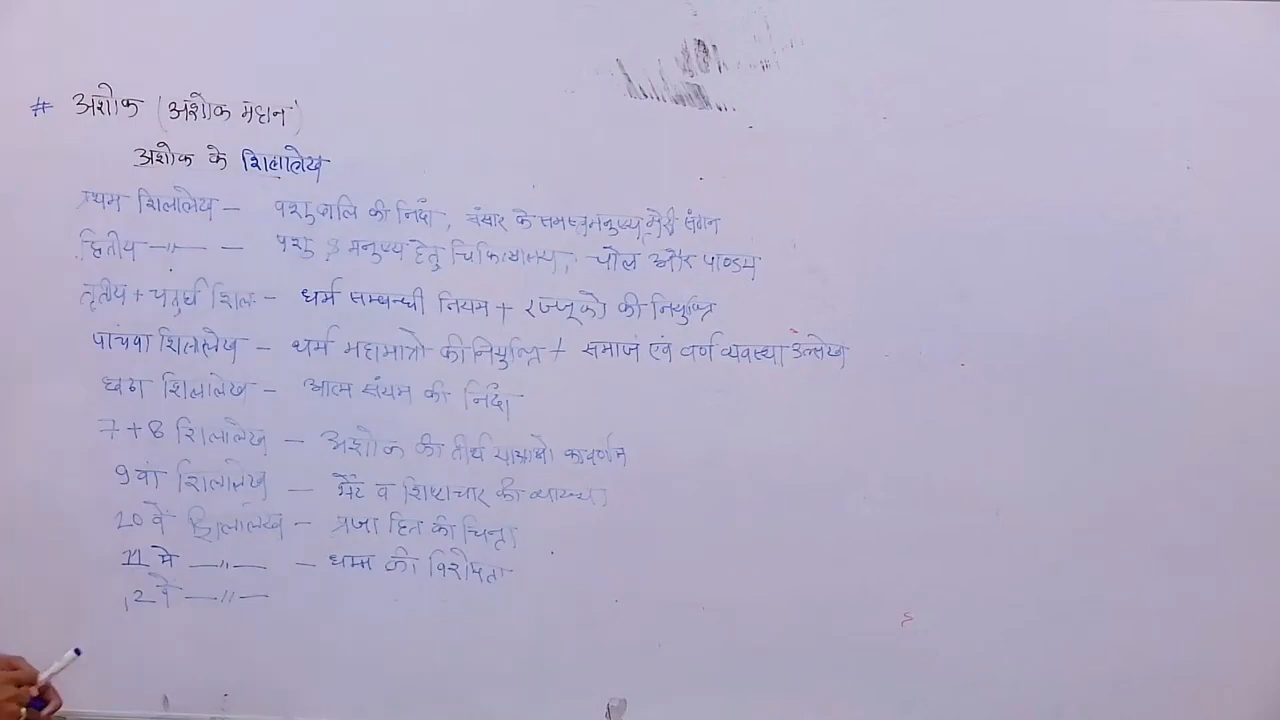 # अशोक (अशोक महान)
अशोक के शिलालेख
प्रथम शिलालेख - पशुबलि की निंदा, संसार के समस्त मनुष्य मेरी संतान
द्वितीय —〃— - पशु व मनुष्य हेतु चिकित्सालय, चोल और पाण्डय
तृतीय + चतुर्थ शिला - धर्म सम्बन्धी नियम + रज्जूको की नियुक्ति
पांचवा शिलालेख - धर्म महामात्रो की नियुक्ति + समाज एवं वर्ण व्यवस्था उल्लेख
छठा शिलालेख - आत्म संयम की निंदा
7+8 शिलालेख - अशोक की तीर्थ यात्राओ का वर्णन
9वां शिलालेख - भेंट व शिष्टाचार की व्याख्या
10 वें शिलालेख - प्रजा हित की चिन्ता
11 में —〃— - धम्म की विशेषता
12 वे —〃—